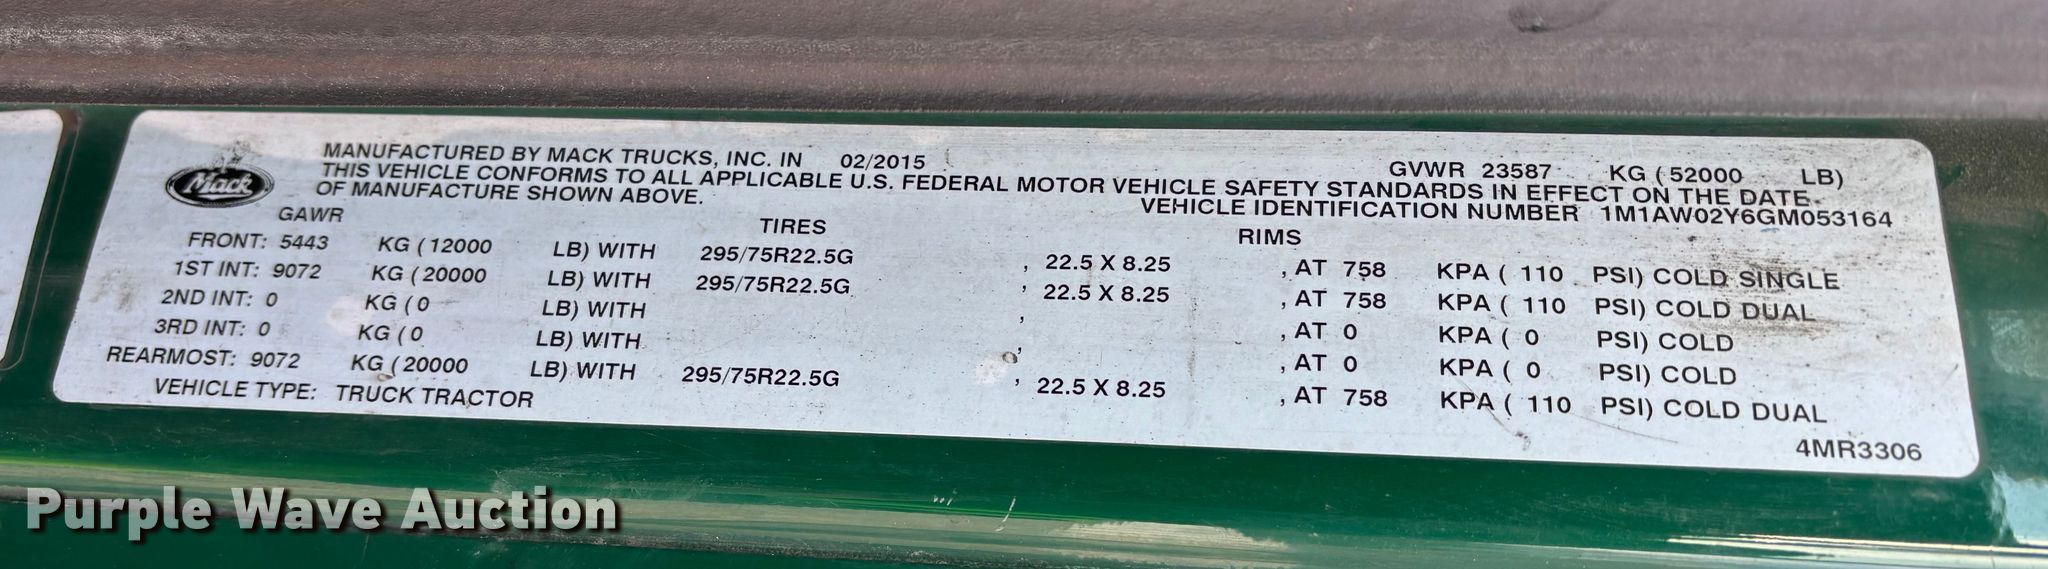 Mack
MANUFACTURED BY MACK TRUCKS, INC. IN 02/2015 GVWR 23587 KG ( 52000 LB)
THIS VEHICLE CONFORMS TO ALL APPLICABLE U.S. FEDERAL MOTOR VEHICLE SAFETY STANDARDS IN EFFECT ON THE DATE
OF MANUFACTURE SHOWN ABOVE. VEHICLE IDENTIFICATION NUMBER 1M1AW02Y6GM053164
GAWR TIRES RIMS
FRONT: 5443 KG ( 12000 LB) WITH 295/75R22.5G , 22.5 X 8.25 , AT 758 KPA ( 110 PSI) COLD SINGLE
1ST INT: 9072 KG ( 20000 LB) WITH 295/75R22.5G , 22.5 X 8.25 , AT 758 KPA ( 110 PSI) COLD DUAL
2ND INT: 0 KG ( 0 LB) WITH , , AT 0 KPA ( 0 PSI) COLD
3RD INT: 0 KG ( 0 LB) WITH , , AT 0 KPA ( 0 PSI) COLD
REARMOST: 9072 KG ( 20000 LB) WITH 295/75R22.5G , 22.5 X 8.25 , AT 758 KPA ( 110 PSI) COLD DUAL
VEHICLE TYPE: TRUCK TRACTOR
4MR3306
Purple Wave Auction